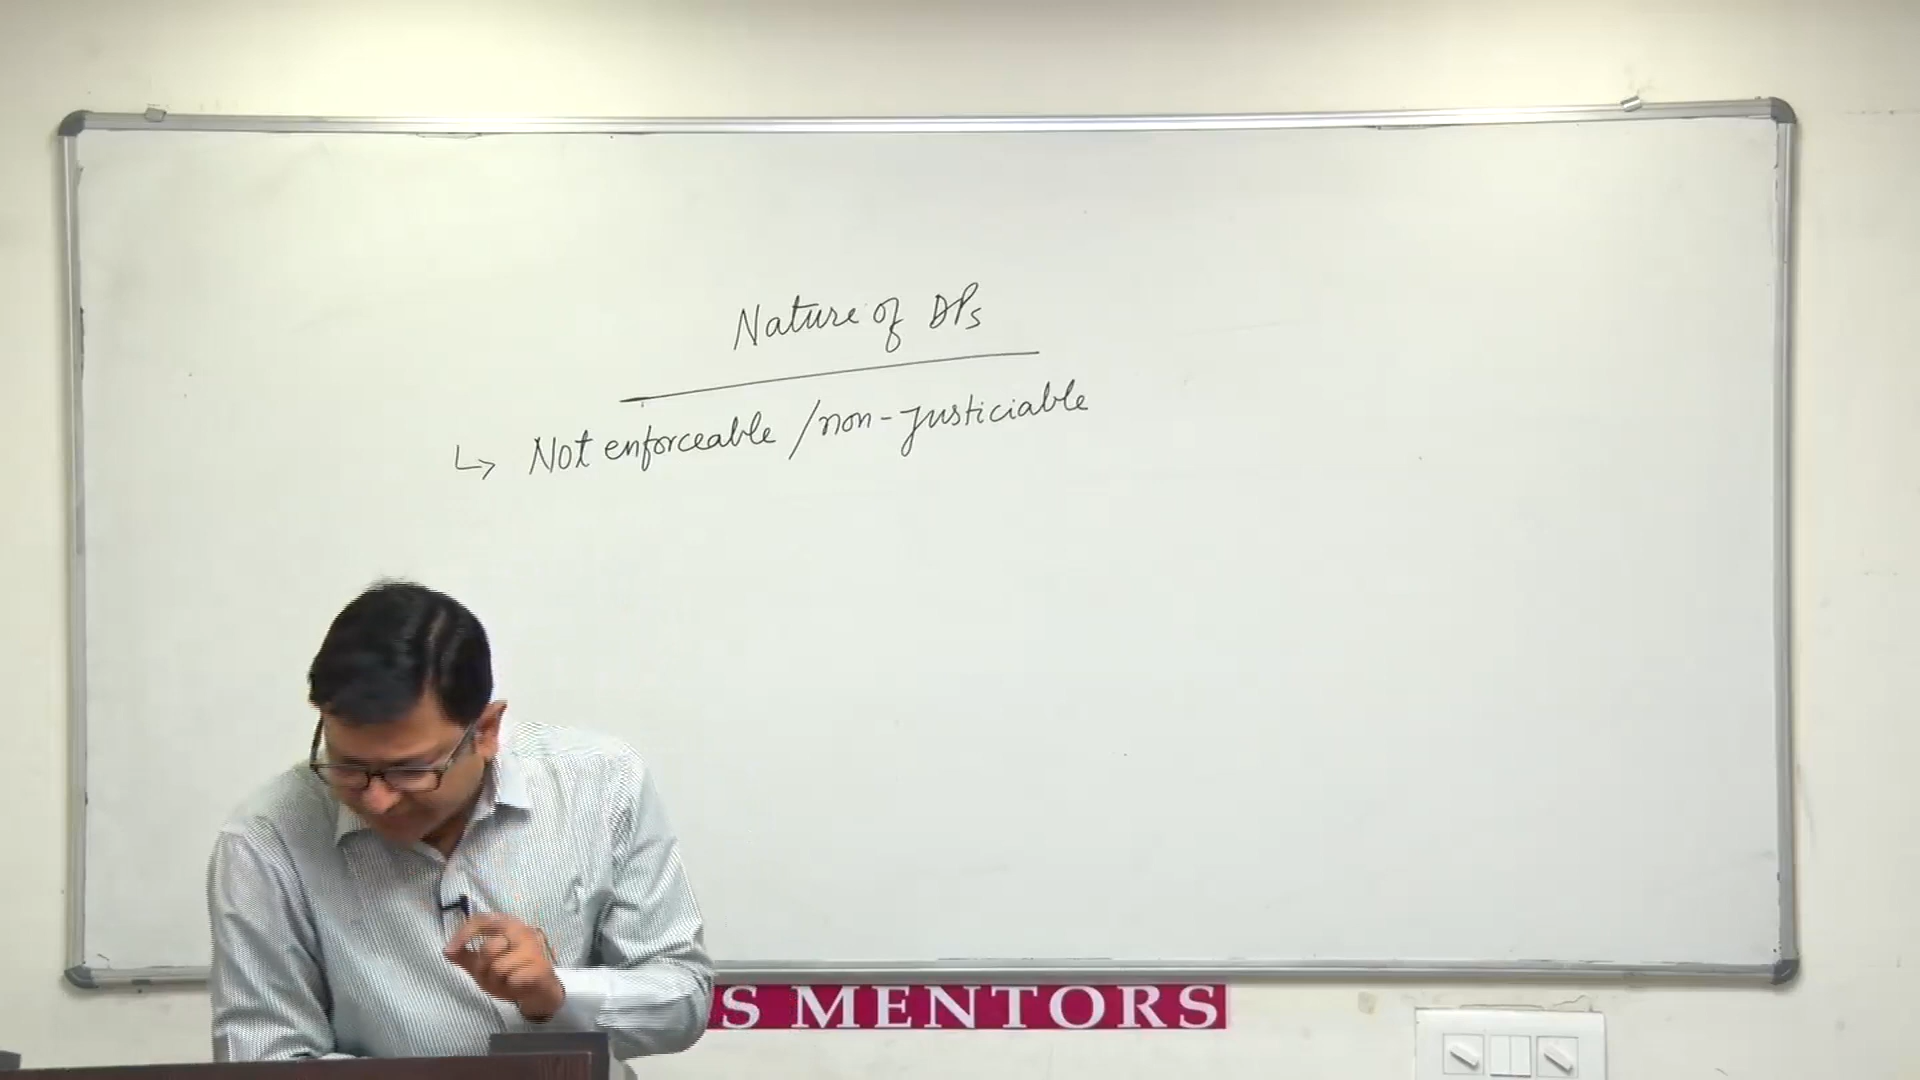 Nature of DPs
↳ Not enforceable / non-justiciable
S MENTORS